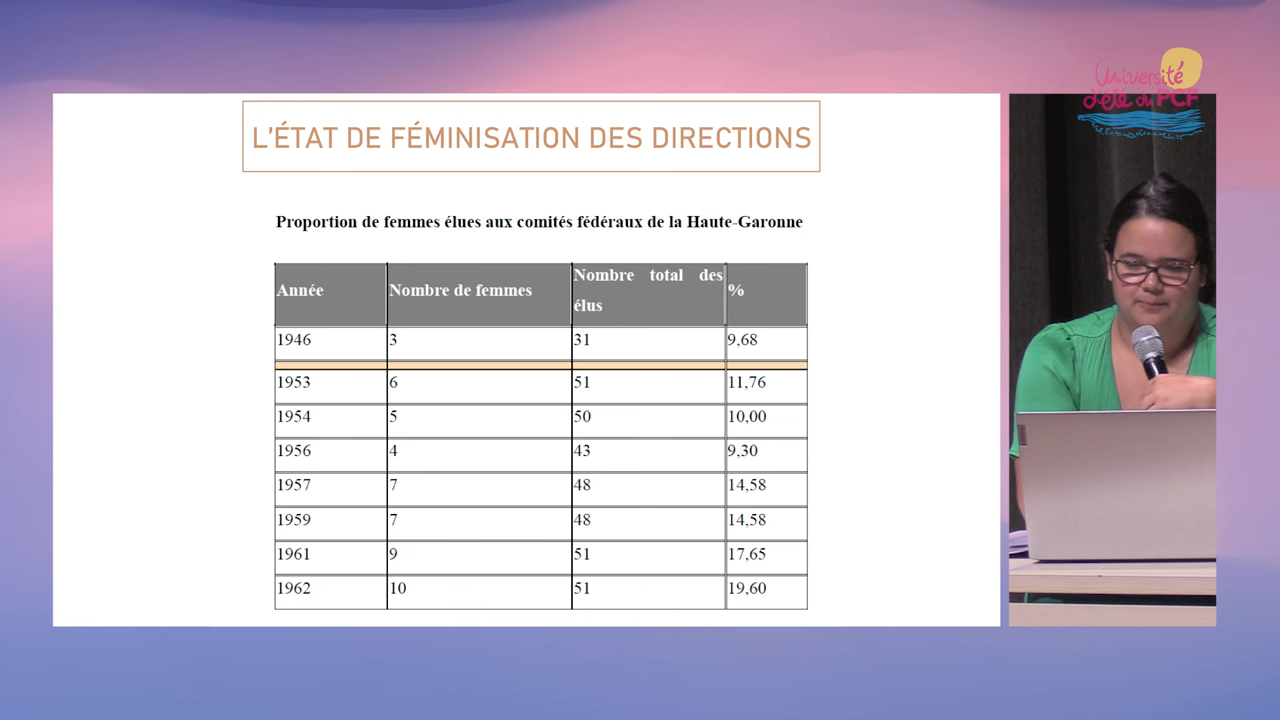 Université
d'été du PCF
L'ÉTAT DE FÉMINISATION DES DIRECTIONS
Proportion de femmes élues aux comités fédéraux de la Haute-Garonne
Année Nombre de femmes Nombre total des élus %
1946 3 31 9,68
1953 6 51 11,76
1954 5 50 10,00
1956 4 43 9,30
1957 7 48 14,58
1959 7 48 14,58
1961 9 51 17,65
1962 10 51 19,60